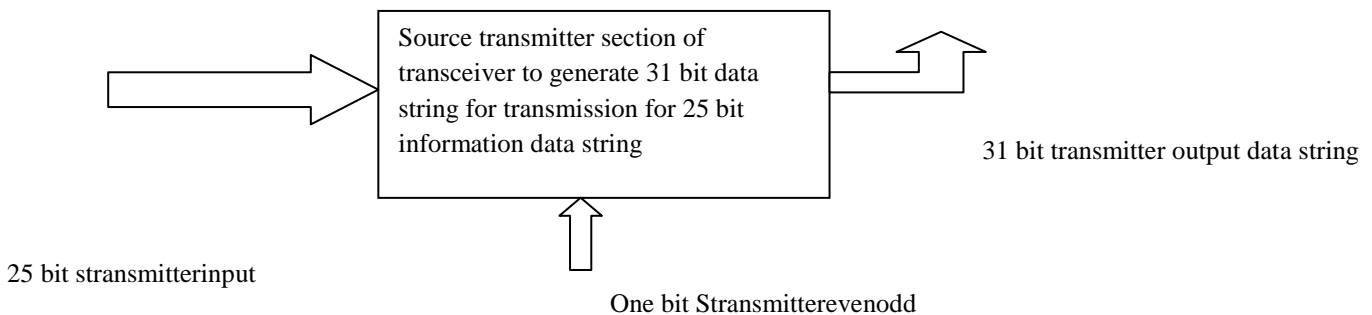 Source transmitter section of
transceiver to generate 31 bit data
string for transmission for 25 bit
information data string
31 bit transmitter output data string
25 bit stransmitterinput
One bit Stransmitterevenodd